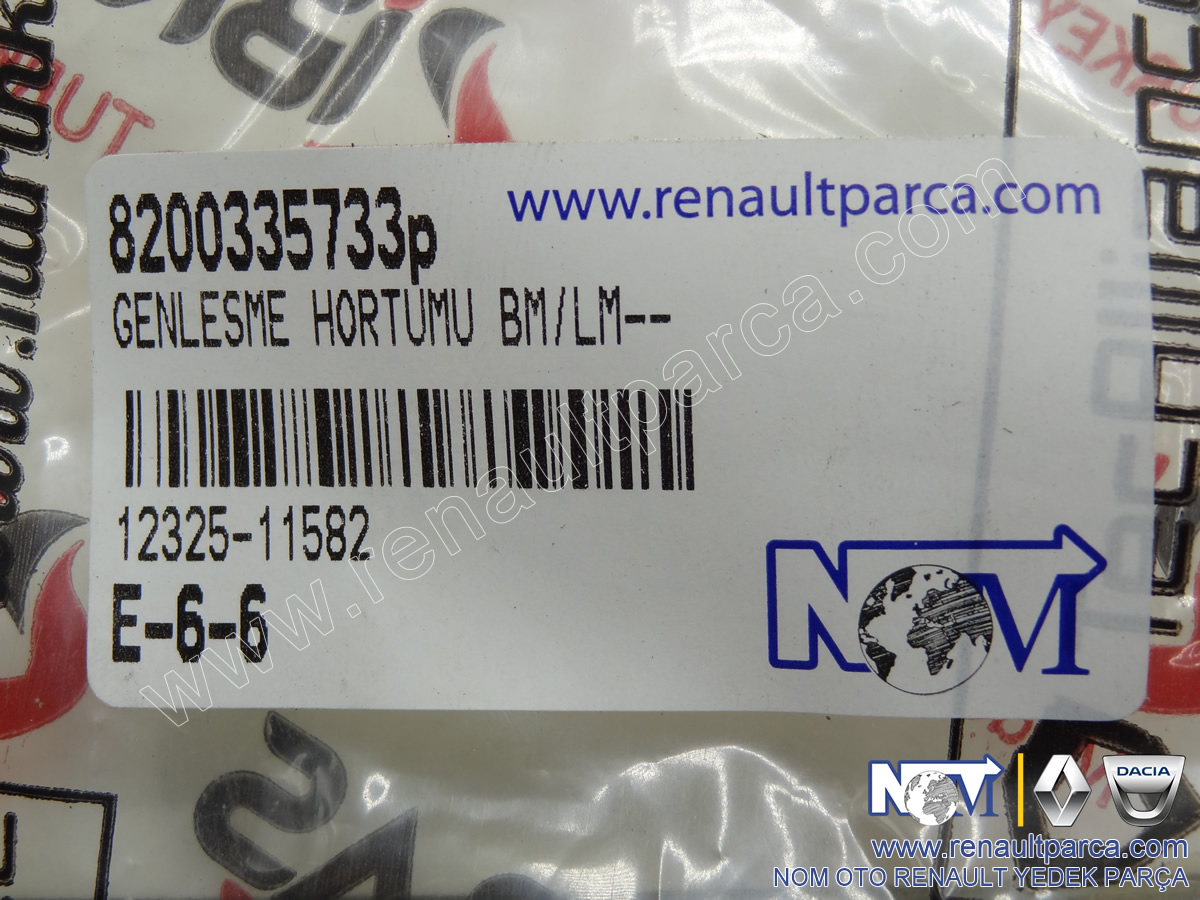 8200335733p
www.renaultparca.com
GENLESME HORTUMU BM/LM--
12325-11582
E-6-6
NOM
www.renaultparca.com
NOM
DACIA
www.renaultparca.com
NOM OTO RENAULT YEDEK PARÇA